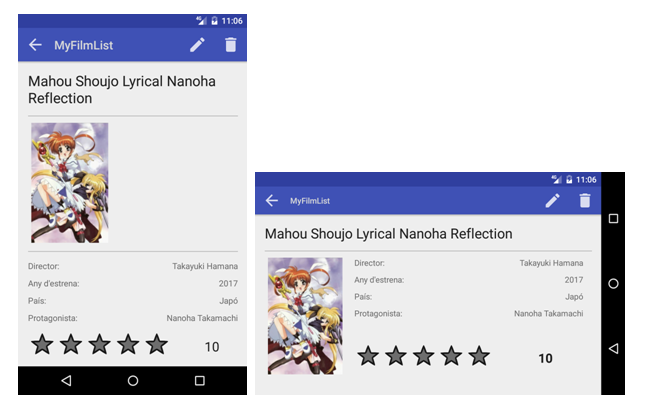 11:06
MyFilmList
Mahou Shoujo Lyrical Nanoha
Reflection
Director: Takayuki Hamana
Any d'estrena: 2017
País: Japó
Protagonista: Nanoha Takamachi
10
11:06
MyFilmList
Mahou Shoujo Lyrical Nanoha Reflection
Director: Takayuki Hamana
Any d'estrena: 2017
País: Japó
Protagonista: Nanoha Takamachi
10